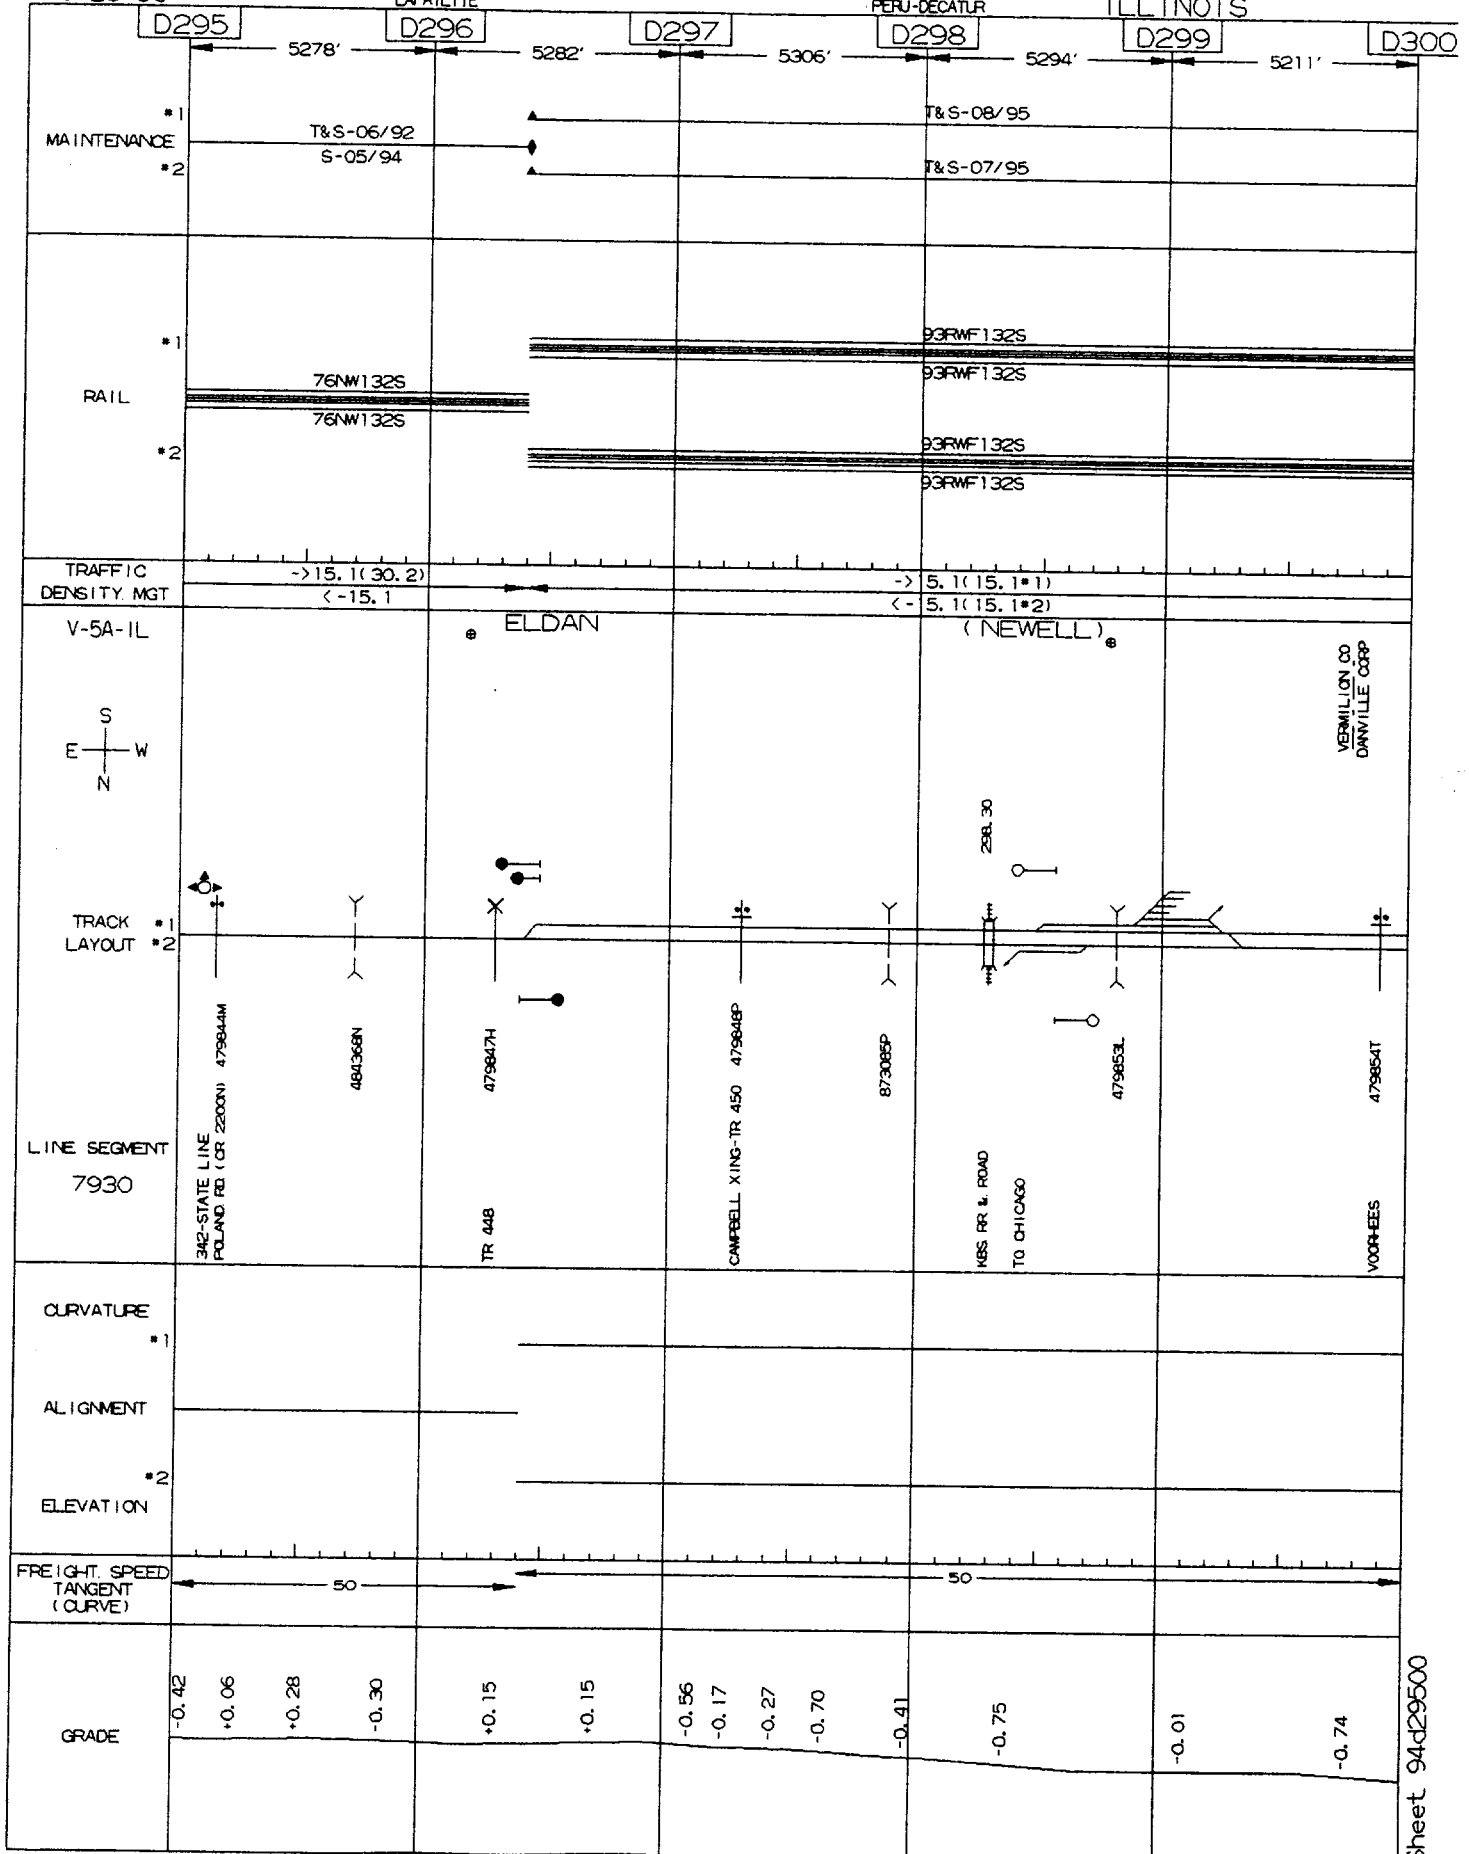 ILLINOIS
PERU-DECATUR
D295
D296
D297
D298
D299
D300
5278'
5282'
5306'
5294'
5211'
MAINTENANCE
#1
#2
T&S-06/92
S-05/94
T&S-08/95
T&S-07/95
RAIL
#1
#2
76NW132S
76NW132S
93RWF132S
93RWF132S
93RWF132S
93RWF132S
TRAFFIC
DENSITY. MGT
->15.1(30.2)
<-15.1
->15.1(15.1#1)
<-15.1(15.1#2)
V-5A-IL
ELDAN
(NEWELL)
VERMILION CO
DANVILLE CORP
S
E W
N
298.30
TRACK #1
LAYOUT #2
LINE SEGMENT
7930
342-STATE LINE
POLAND RD (CR 2200N) 479844M
484368N
TR 448 479847H
CAMPBELL XING-TR 450 479848P
873085P
KBS RR & ROAD
TO CHICAGO
479853L
VOORHEES 479854T
CURVATURE
#1
ALIGNMENT
#2
ELEVATION
FREIGHT. SPEED
TANGENT
(CURVE)
50
50
GRADE
-0.42
+0.06
+0.28
-0.30
+0.15
+0.15
-0.56
-0.17
-0.27
-0.70
-0.41
-0.75
-0.01
-0.74
Sheet 94d29500